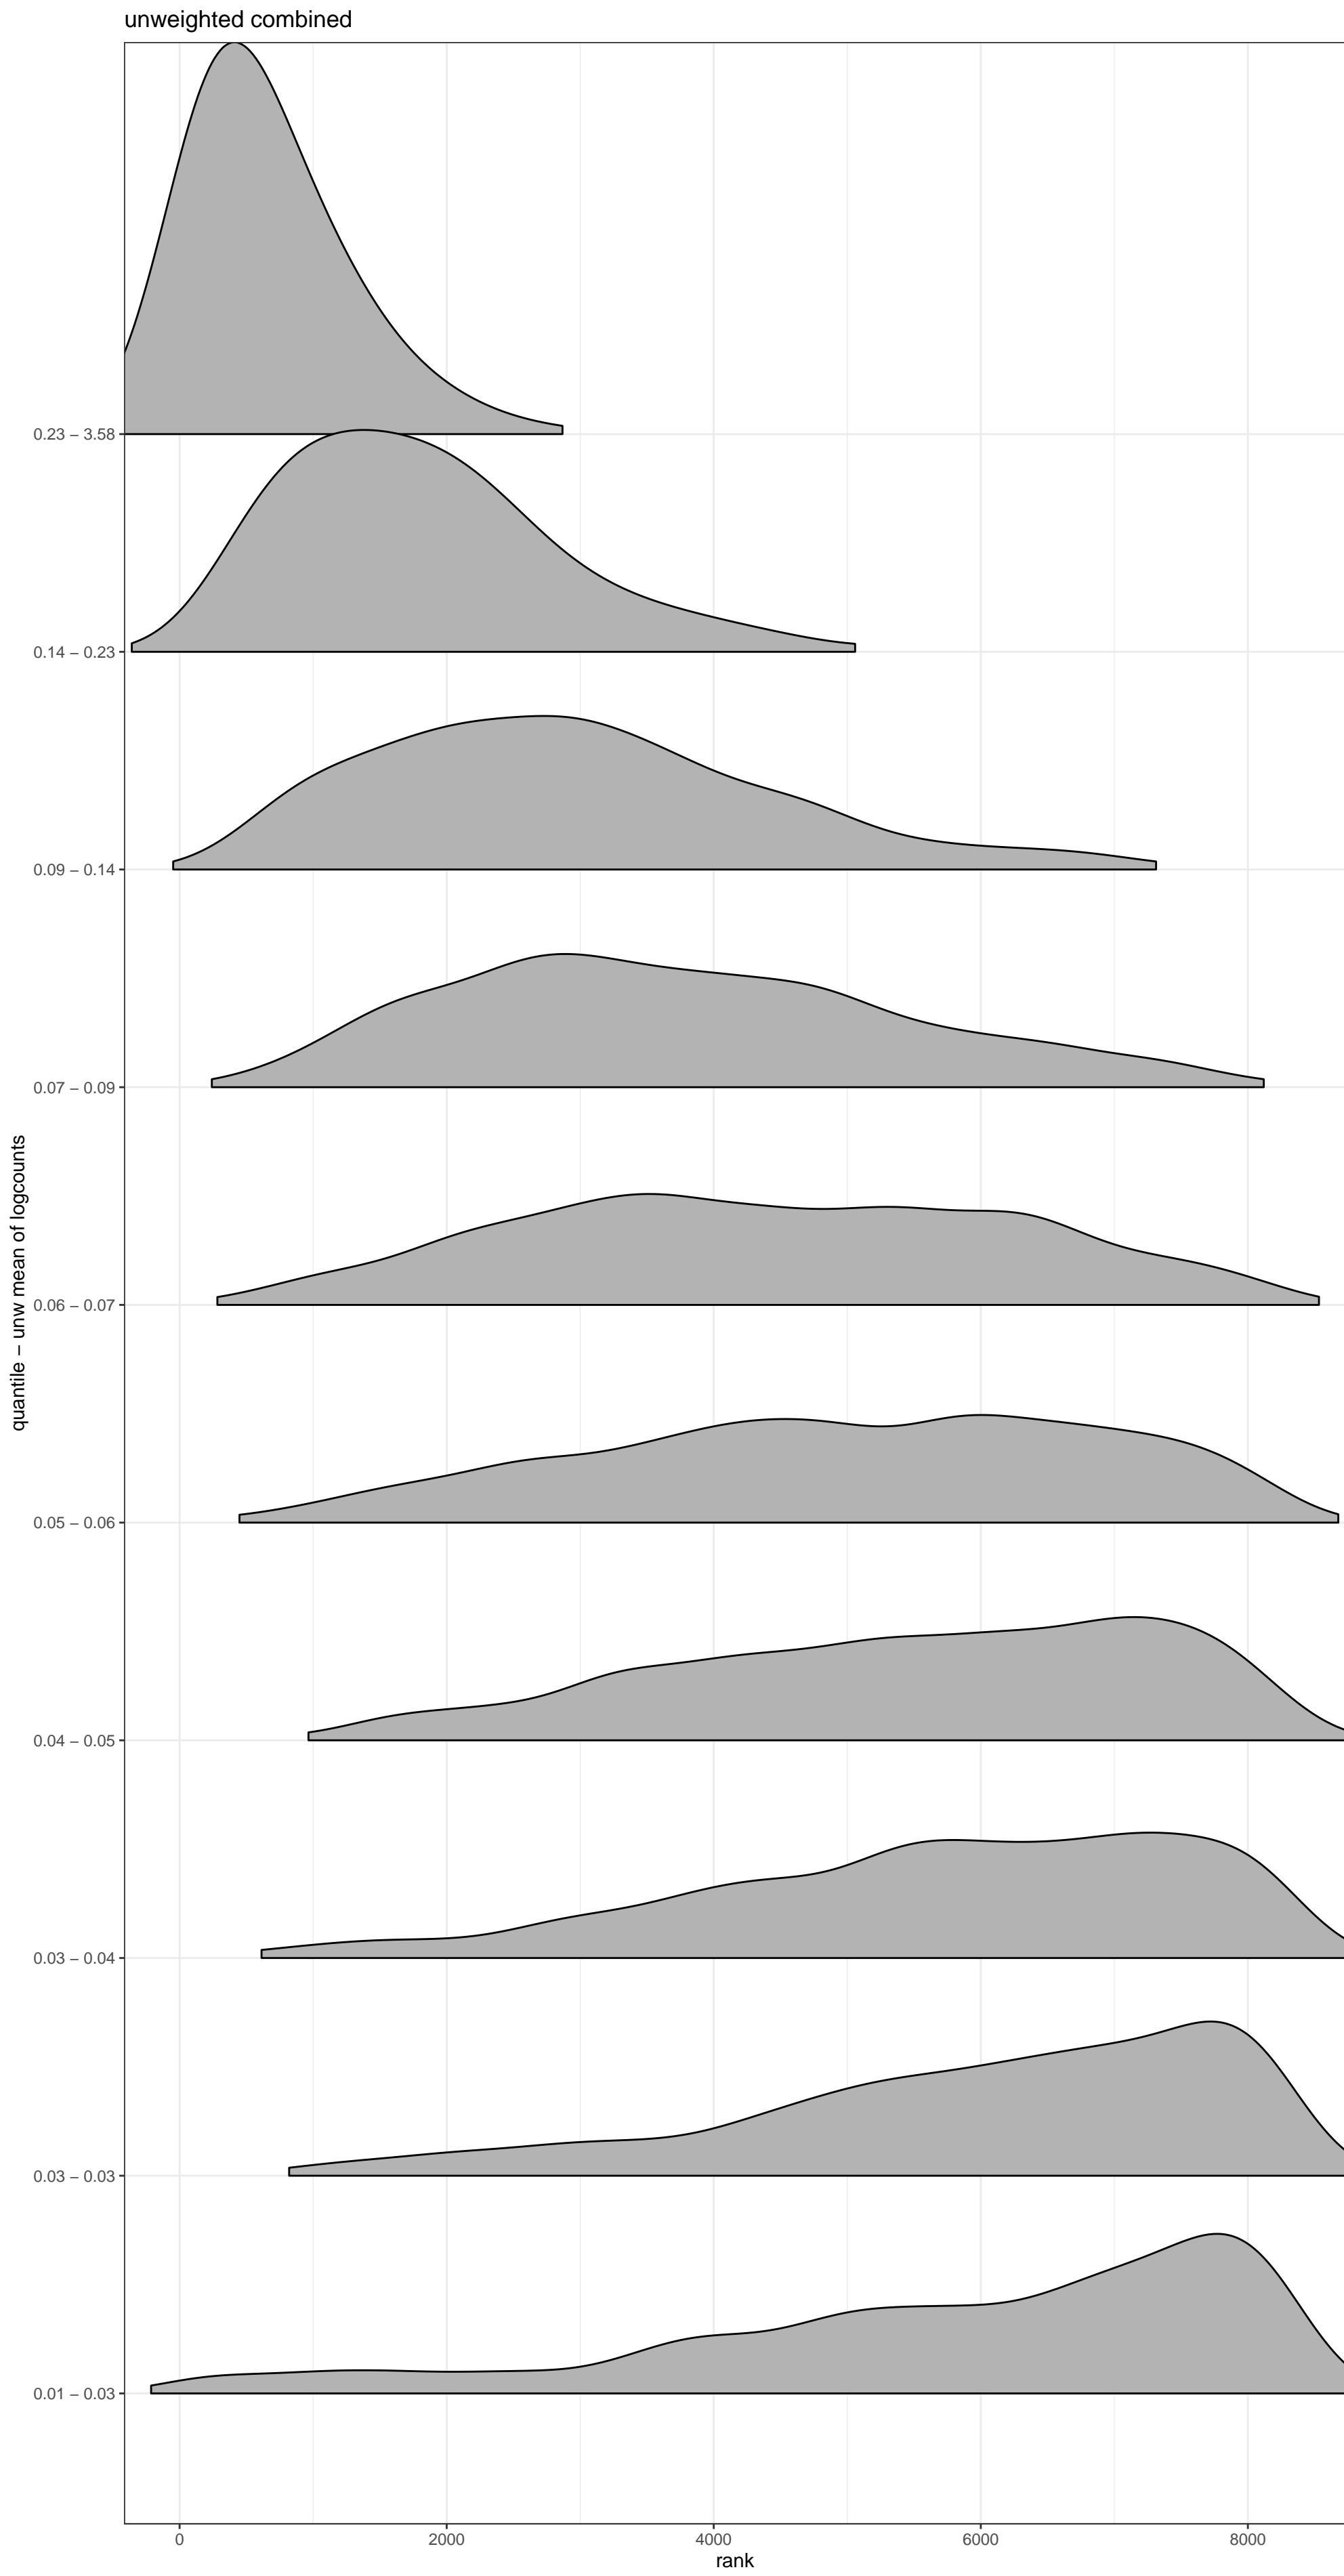 unweighted combined
0.23 – 3.58
0.14 – 0.23
0.09 – 0.14
0.07 – 0.09
0.06 – 0.07
0.05 – 0.06
0.04 – 0.05
0.03 – 0.04
0.03 – 0.03
0.01 – 0.03
quantile – unw mean of logcounts
0 2000 4000 6000 8000
rank